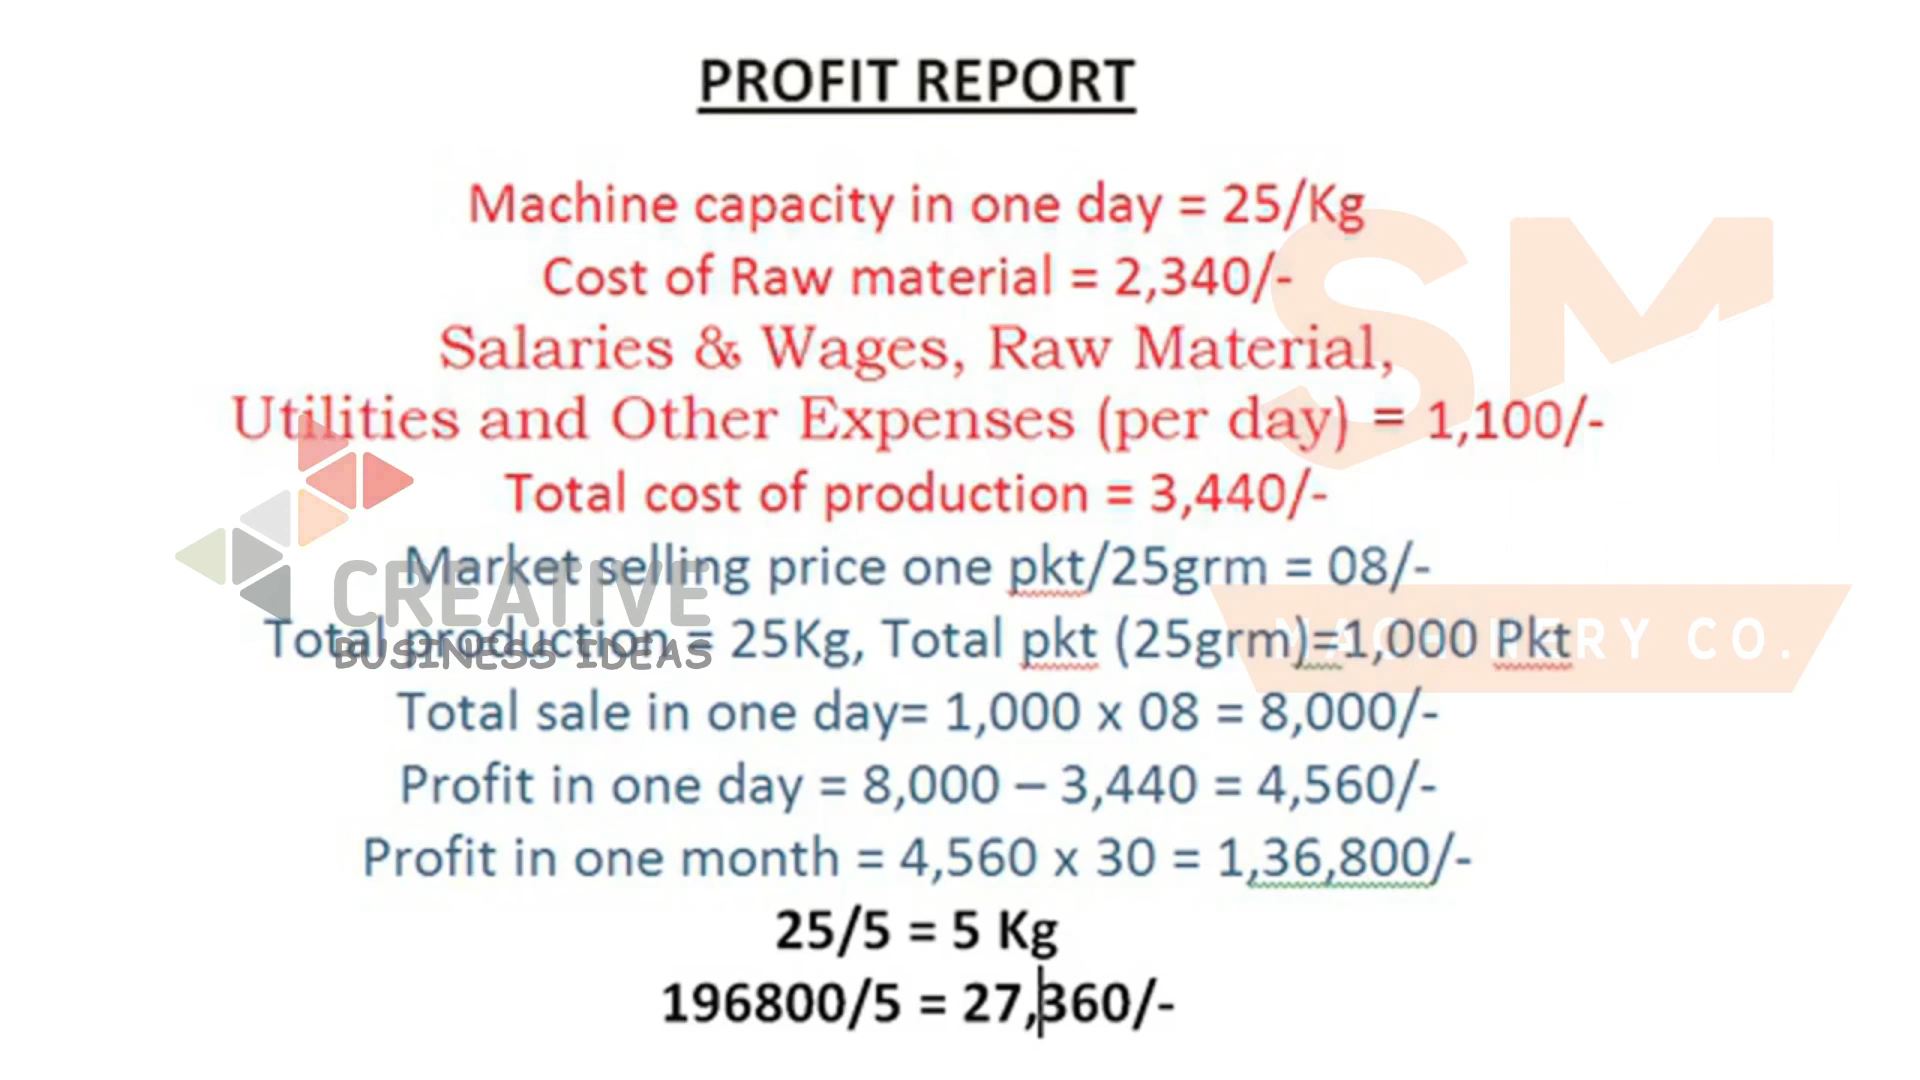 PROFIT REPORT
Machine capacity in one day = 25/Kg
Cost of Raw material = 2,340/-
Salaries & Wages, Raw Material,
Utilities and Other Expenses (per day) = 1,100/-
Total cost of production = 3,440/-
Market selling price one pkt/25grm = 08/-
Total production = 25Kg, Total pkt (25grm)=1,000 Pkt
Total sale in one day= 1,000 x 08 = 8,000/-
Profit in one day = 8,000 – 3,440 = 4,560/-
Profit in one month = 4,560 x 30 = 1,36,800/-
25/5 = 5 Kg
196800/5 = 27,360/-
CREATIVE
BUSINESS IDEAS
SM
MACHINERY CO.